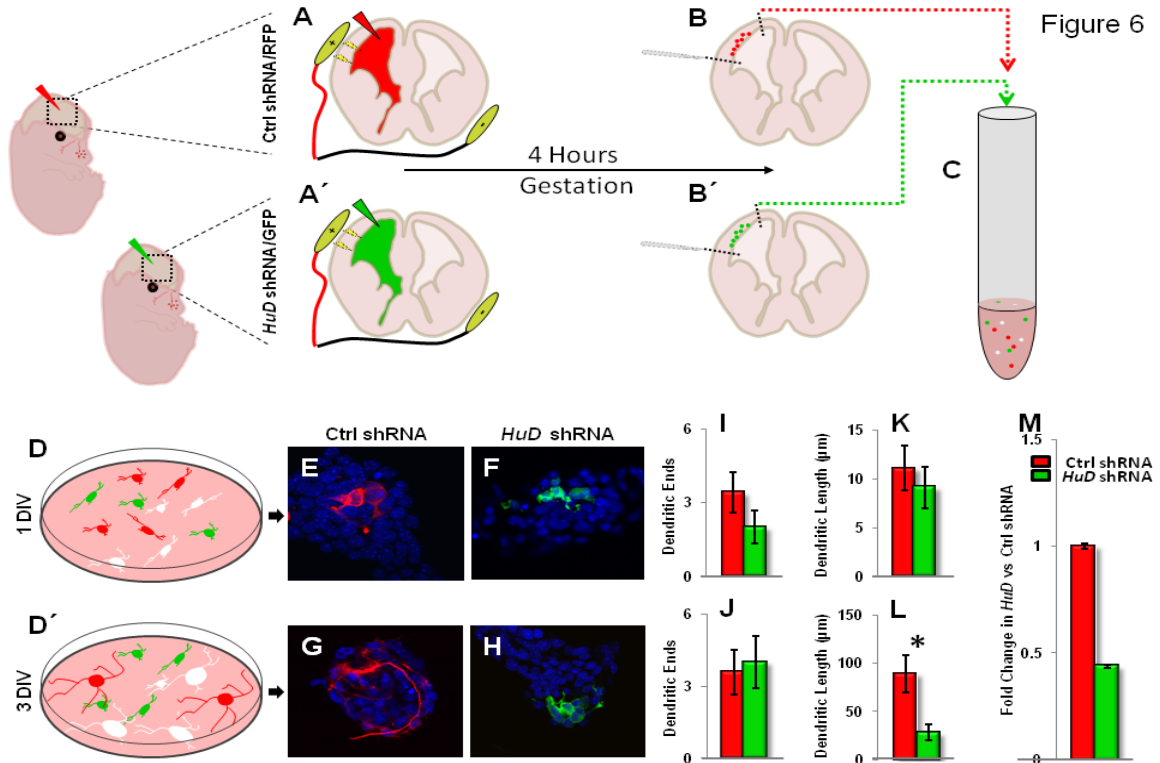 Figure 6
A
B
Ctrl shRNA/RFP
+
-
C
4 Hours
Gestation
A´
B´
HuD shRNA/GFP
+
-
D
Ctrl shRNA
HuD shRNA
E
F
1 DIV
I
Dendritic Ends
6
3
0
K
Dendritic Length (µm)
15
10
5
0
M
Ctrl shRNA
HuD shRNA
Fold Change in HuD vs Ctrl shRNA
1.5
1
0.5
0
D´
3 DIV
G
H
J
Dendritic Ends
6
3
0
L
*
Dendritic Length (µm)
150
100
50
0